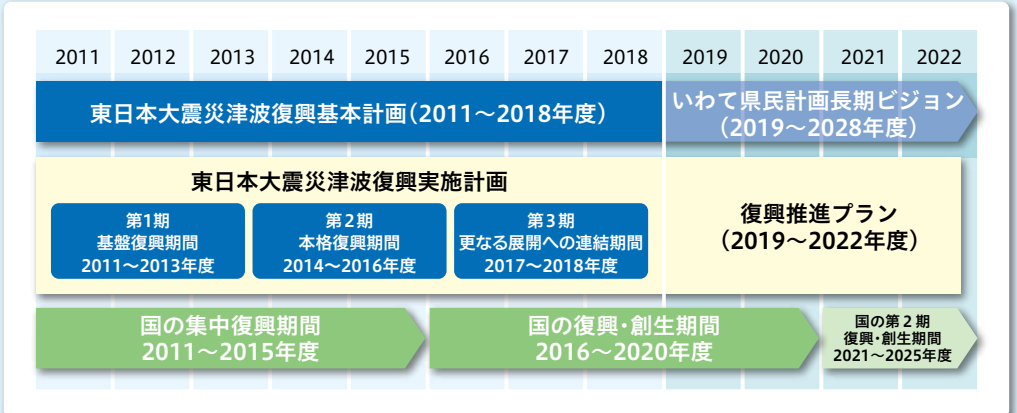 2011 2012 2013 2014 2015 2016 2017 2018 2019 2020 2021 2022
東日本大震災津波復興基本計画（2011～2018年度）
いわて県民計画長期ビジョン
（2019～2028年度）
東日本大震災津波復興実施計画
第1期
基盤復興期間
2011～2013年度
第2期
本格復興期間
2014～2016年度
第3期
更なる展開への連結期間
2017～2018年度
復興推進プラン
（2019～2022年度）
国の集中復興期間
2011～2015年度
国の復興・創生期間
2016～2020年度
国の第2期
復興・創生期間
2021～2025年度